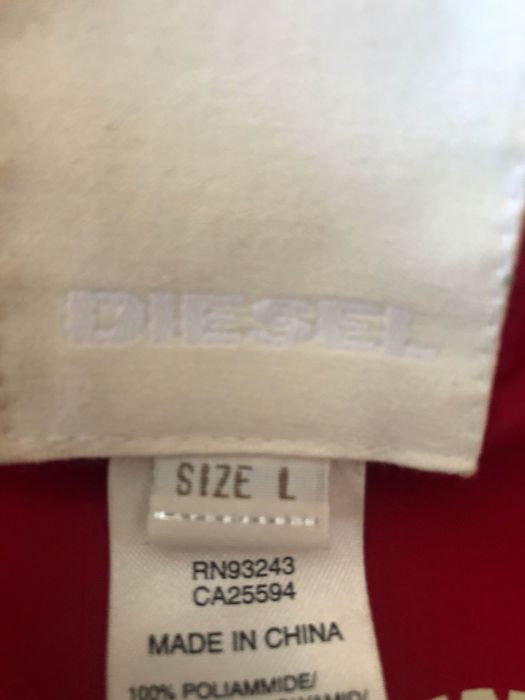 DIESEL
SIZE L
RN93243
CA25594
MADE IN CHINA
100% POLIAMMIDE/